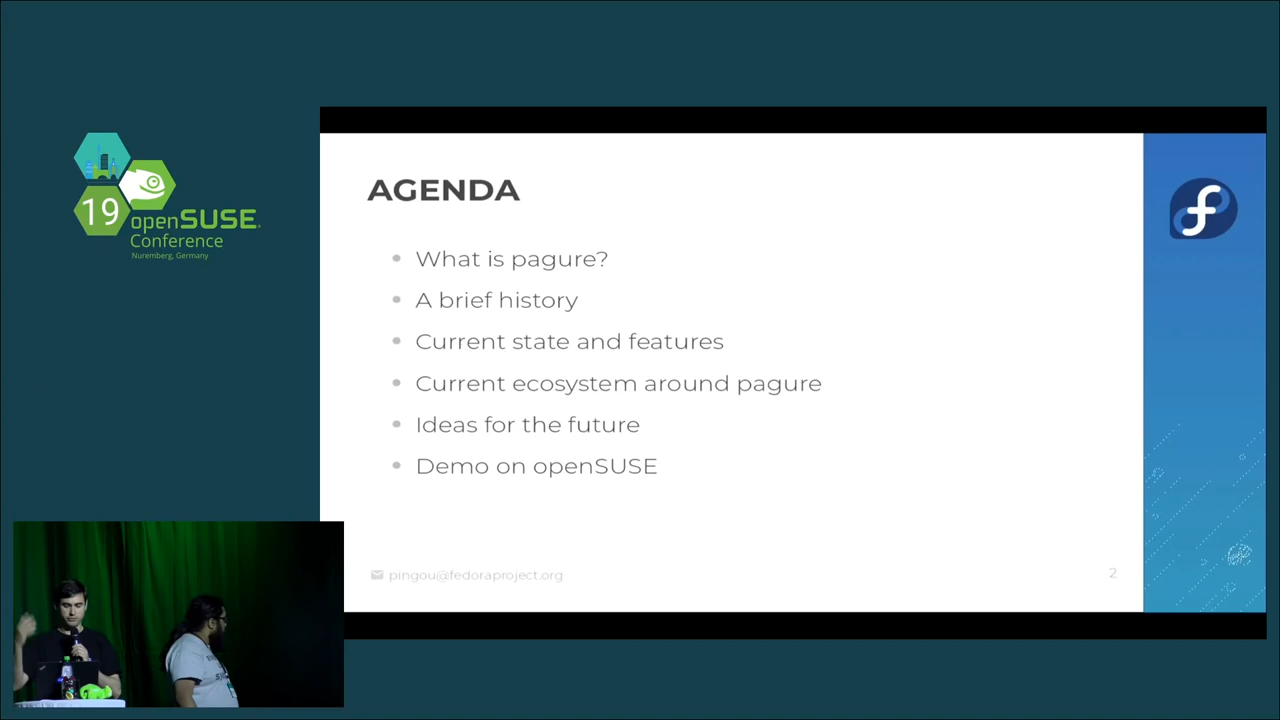 19
openSUSE
Conference
Nuremberg, Germany
AGENDA
What is pagure?
A brief history
Current state and features
Current ecosystem around pagure
Ideas for the future
Demo on openSUSE
pingou@fedoraproject.org
2